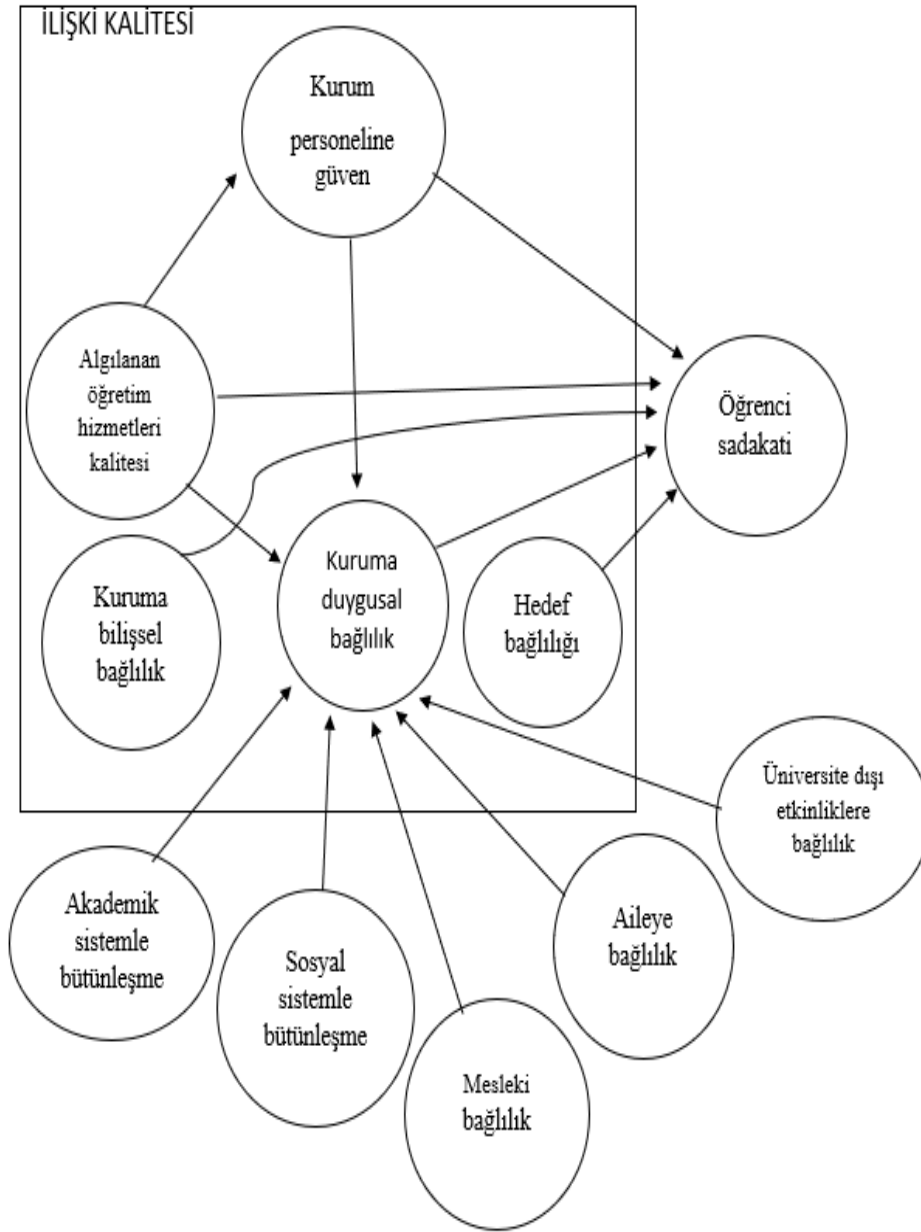 İLİŞKİ KALİTESİ
Kurum
personeline
güven
Algılanan
öğretim
hizmetleri
kalitesi
Öğrenci
sadakati
Kuruma
bilişsel
bağlılık
Kuruma
duygusal
bağlılık
Hedef
bağlılığı
Üniversite dışı
etkinliklere
bağlılık
Akademik
sistemle
bütünleşme
Sosyal
sistemle
bütünleşme
Aileye
bağlılık
Mesleki
bağlılık